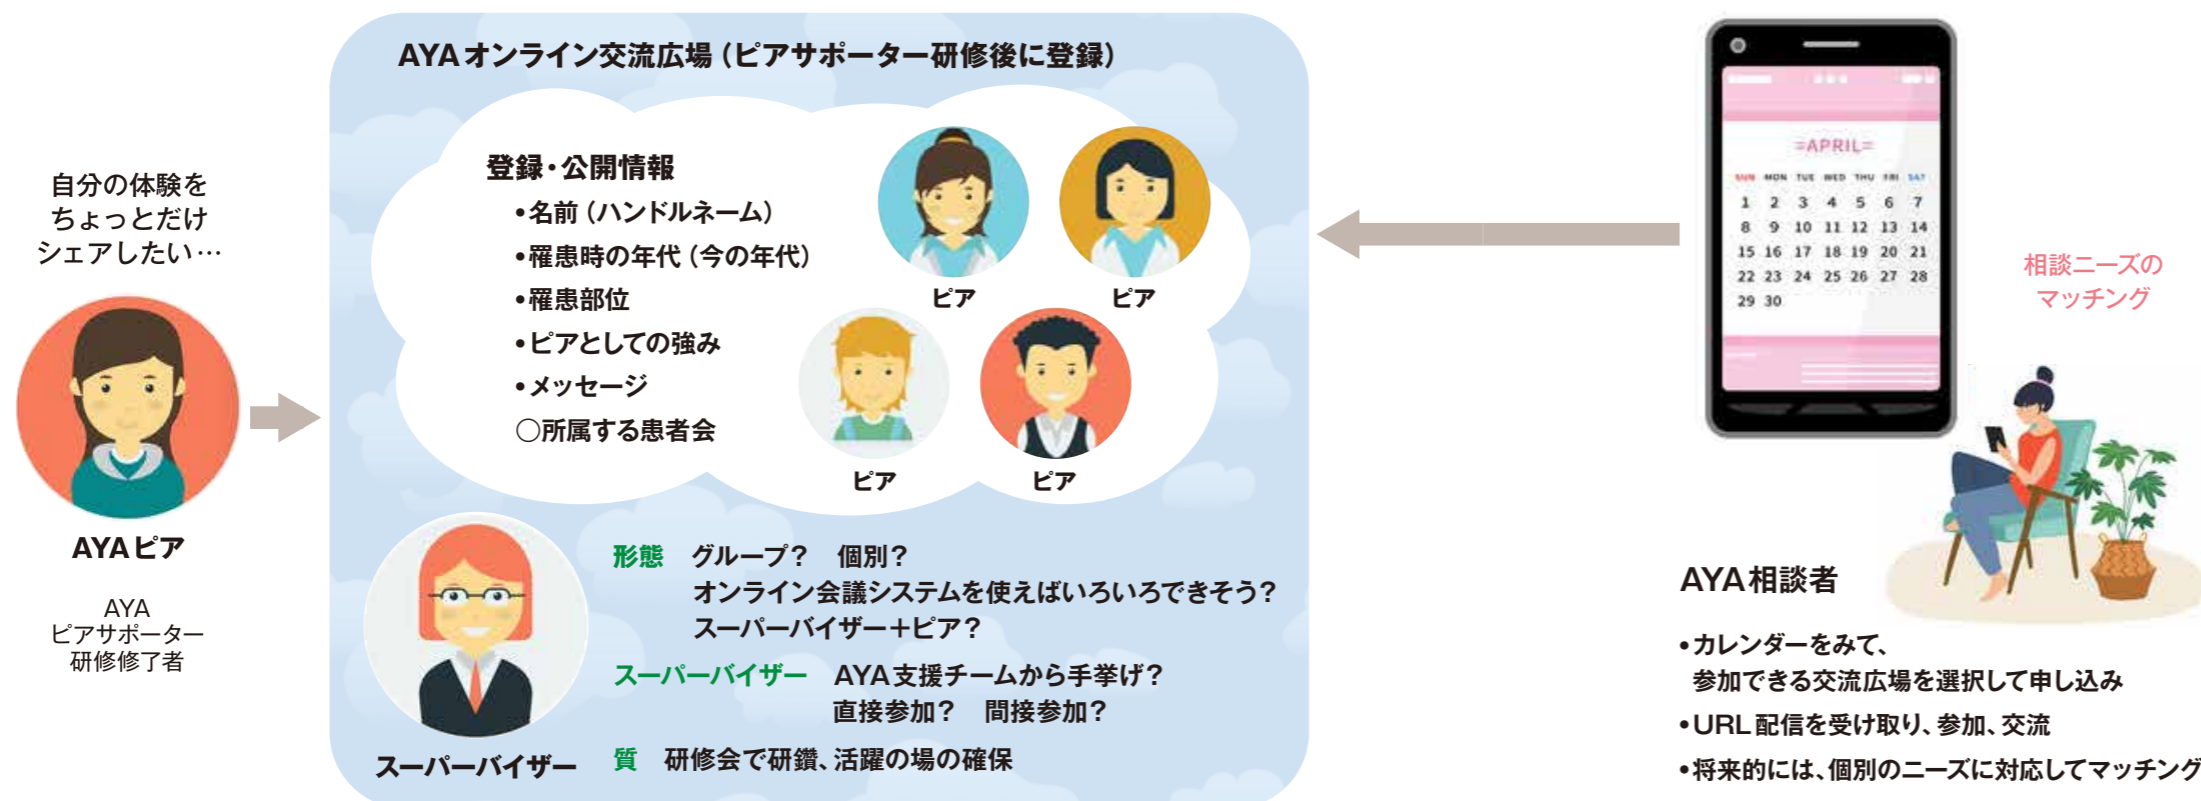 自分の体験を
ちょっとだけ
シェアしたい…
AYAピア
AYA
ピアサポーター
研修修了者
AYAオンライン交流広場（ピアサポーター研修後に登録）
登録・公開情報
•名前（ハンドルネーム）
•罹患時の年代（今の年代）
•罹患部位
•ピアとしての強み
•メッセージ
○所属する患者会
ピア
ピア
ピア
ピア
スーパーバイザー
形態 グループ？ 個別？
オンライン会議システムを使えばいろいろできそう？
スーパーバイザー＋ピア？
スーパーバイザー AYA支援チームから手挙げ？
直接参加？ 間接参加？
質 研修会で研鑽、活躍の場の確保
=APRIL=
SUN MON TUE WED THU FRI SAT
1 2 3 4 5 6 7
8 9 10 11 12 13 14
15 16 17 18 19 20 21
22 23 24 25 26 27 28
29 30
相談ニーズの
マッチング
AYA相談者
•カレンダーをみて、
参加できる交流広場を選択して申し込み
•URL配信を受け取り、参加、交流
•将来的には、個別のニーズに対応してマッチング